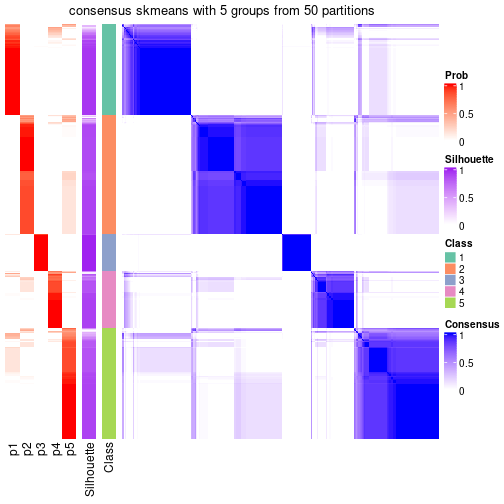 consensus skmeans with 5 groups from 50 partitions
Prob
1
0.5
0
Silhouette
1
0.5
0
Class
1
2
3
4
5
Consensus
1
0.5
0
p1
p2
p3
p4
p5
Silhouette
Class